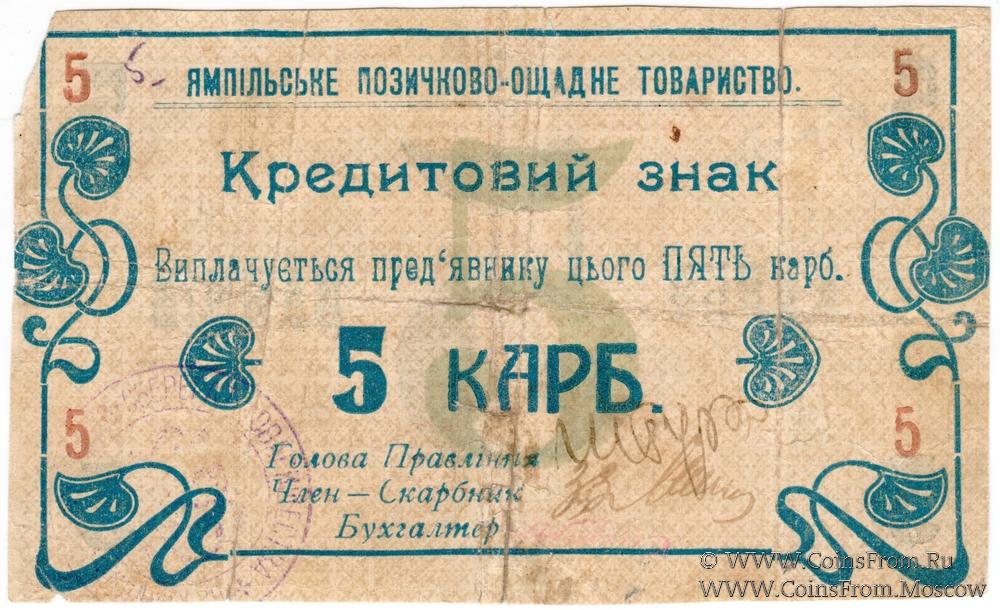 5 5
ЯМПІЛЬСЬКЕ ПОЗИЧКОВО-ОЩАДНЕ ТОВАРИСТВО.
Кредитовий знак
Виплачується пред‘явнику цього ПЯТЬ карб.
5 КАРБ.
5 5
Голова Правління
Член — Скарбник
Бухгалтер
© WWW.CoinsFrom.Ru
WWW.CoinsFrom.Moscow